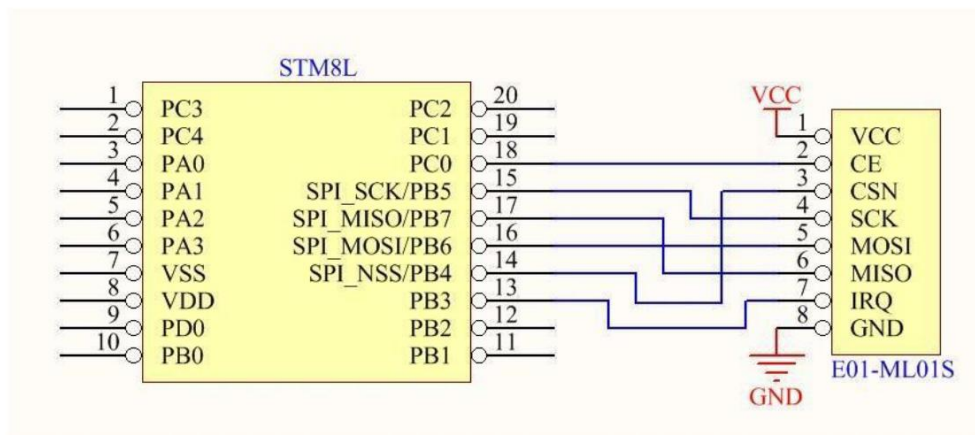 STM8L
1 PC3 PC2 20
2 PC4 PC1 19
3 PA0 PC0 18
4 PA1 SPI_SCK/PB5 15
5 PA2 SPI_MISO/PB7 17
6 PA3 SPI_MOSI/PB6 16
7 VSS SPI_NSS/PB4 14
8 VDD PB3 13
9 PD0 PB2 12
10 PB0 PB1 11
VCC
1 VCC
2 CE
3 CSN
4 SCK
5 MOSI
6 MISO
7 IRQ
8 GND
E01-ML01S
GND